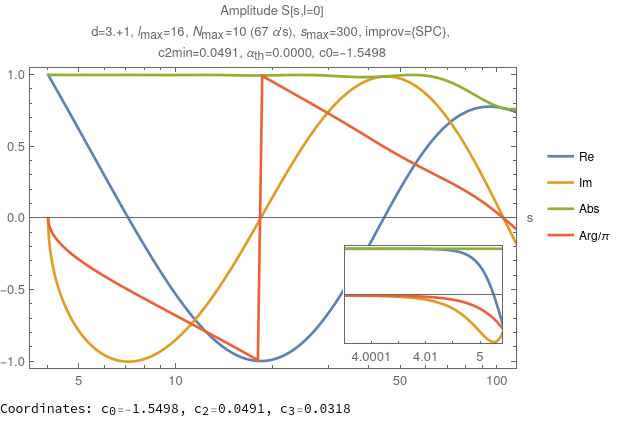 Amplitude S[s,l=0]
d=3.+1, lmax=16, Nmax=10 (67 α's), smax=300, improv={SPC},
c2min=0.0491, αth=0.0000, c0=-1.5498
1.0
0.5
0.0
-0.5
-1.0
s
Re
Im
Abs
Arg/π
4.0001 4.01 5
5 10 50 100
Coordinates: c0=-1.5498, c2=0.0491, c3=0.0318